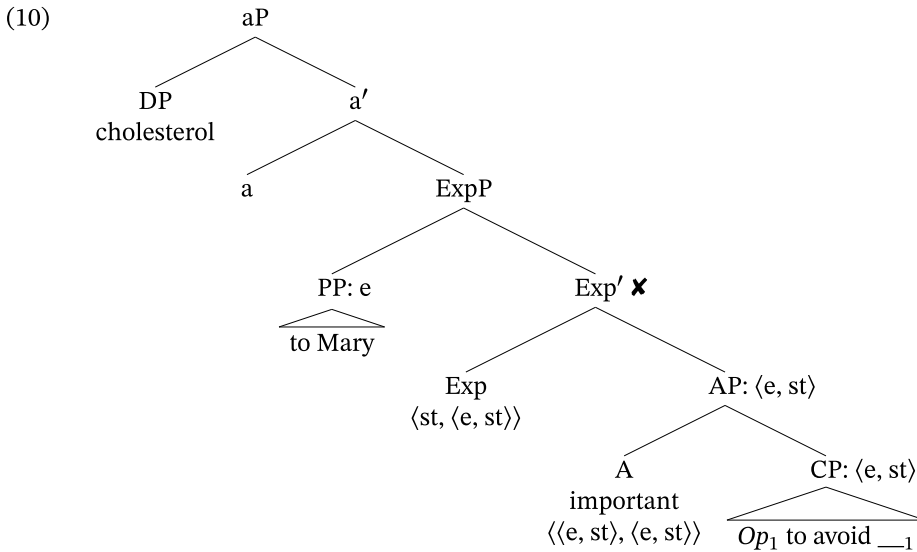 (10)
aP
DP a′
cholesterol
a ExpP
PP: e Exp′ ✘
to Mary
Exp AP: ⟨e, st⟩
⟨st, ⟨e, st⟩⟩
A CP: ⟨e, st⟩
important
⟨⟨e, st⟩, ⟨e, st⟩⟩ Op₁ to avoid __₁